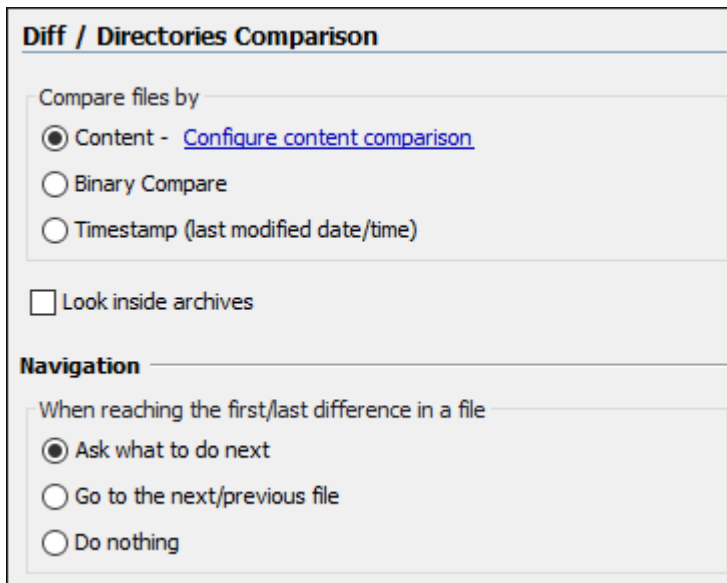 Diff / Directories Comparison
Compare files by
Content - Configure content comparison
Binary Compare
Timestamp (last modified date/time)
Look inside archives
Navigation
When reaching the first/last difference in a file
Ask what to do next
Go to the next/previous file
Do nothing